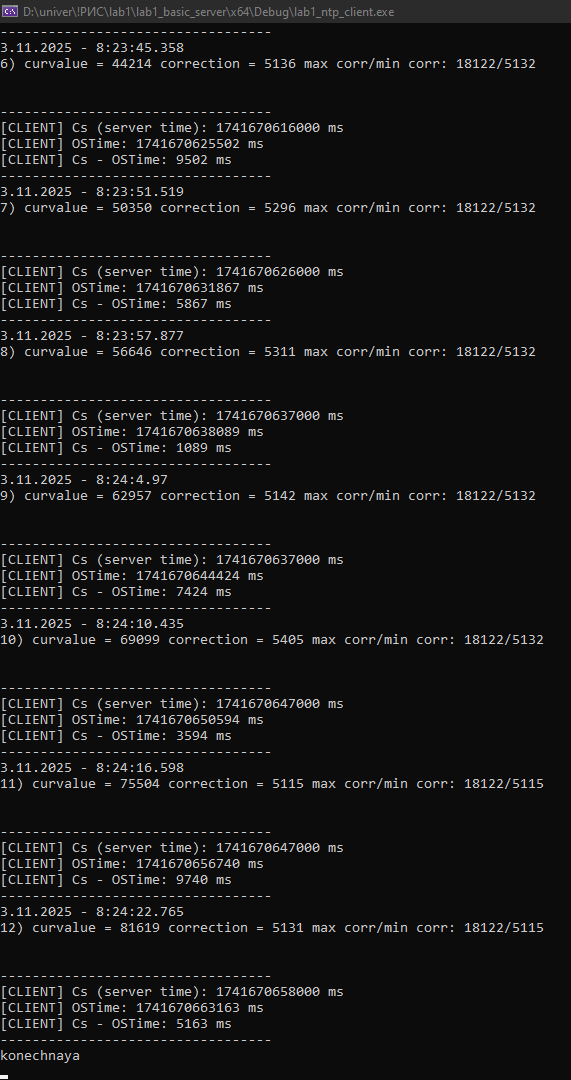 D:\univer\!РИС\lab1\lab1_basic_server\x64\Debug\lab1_ntp_client.exe
----------------------------------
3.11.2025 - 8:23:45.358
6) curvalue = 44214 correction = 5136 max corr/min corr: 18122/5132
----------------------------------
[CLIENT] Cs (server time): 1741670616000 ms
[CLIENT] OSTime: 1741670625502 ms
[CLIENT] Cs - OSTime: 9502 ms
----------------------------------
3.11.2025 - 8:23:51.519
7) curvalue = 50350 correction = 5296 max corr/min corr: 18122/5132
----------------------------------
[CLIENT] Cs (server time): 1741670626000 ms
[CLIENT] OSTime: 1741670631867 ms
[CLIENT] Cs - OSTime: 5867 ms
----------------------------------
3.11.2025 - 8:23:57.877
8) curvalue = 56646 correction = 5311 max corr/min corr: 18122/5132
----------------------------------
[CLIENT] Cs (server time): 1741670637000 ms
[CLIENT] OSTime: 1741670638089 ms
[CLIENT] Cs - OSTime: 1089 ms
----------------------------------
3.11.2025 - 8:24:4.97
9) curvalue = 62957 correction = 5142 max corr/min corr: 18122/5132
----------------------------------
[CLIENT] Cs (server time): 1741670637000 ms
[CLIENT] OSTime: 1741670644424 ms
[CLIENT] Cs - OSTime: 7424 ms
----------------------------------
3.11.2025 - 8:24:10.435
10) curvalue = 69099 correction = 5405 max corr/min corr: 18122/5132
----------------------------------
[CLIENT] Cs (server time): 1741670647000 ms
[CLIENT] OSTime: 1741670650594 ms
[CLIENT] Cs - OSTime: 3594 ms
----------------------------------
3.11.2025 - 8:24:16.598
11) curvalue = 75504 correction = 5115 max corr/min corr: 18122/5115
----------------------------------
[CLIENT] Cs (server time): 1741670647000 ms
[CLIENT] OSTime: 1741670656740 ms
[CLIENT] Cs - OSTime: 9740 ms
----------------------------------
3.11.2025 - 8:24:22.765
12) curvalue = 81619 correction = 5131 max corr/min corr: 18122/5115
----------------------------------
[CLIENT] Cs (server time): 1741670658000 ms
[CLIENT] OSTime: 1741670663163 ms
[CLIENT] Cs - OSTime: 5163 ms
----------------------------------
konechnaya